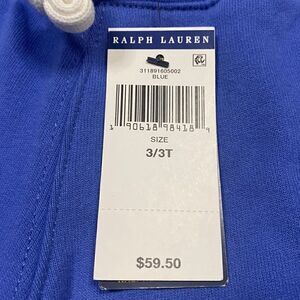 RALPH LAUREN
311891605002
BLUE
1 90618 98418 9
SIZE
3/3T
$59.50